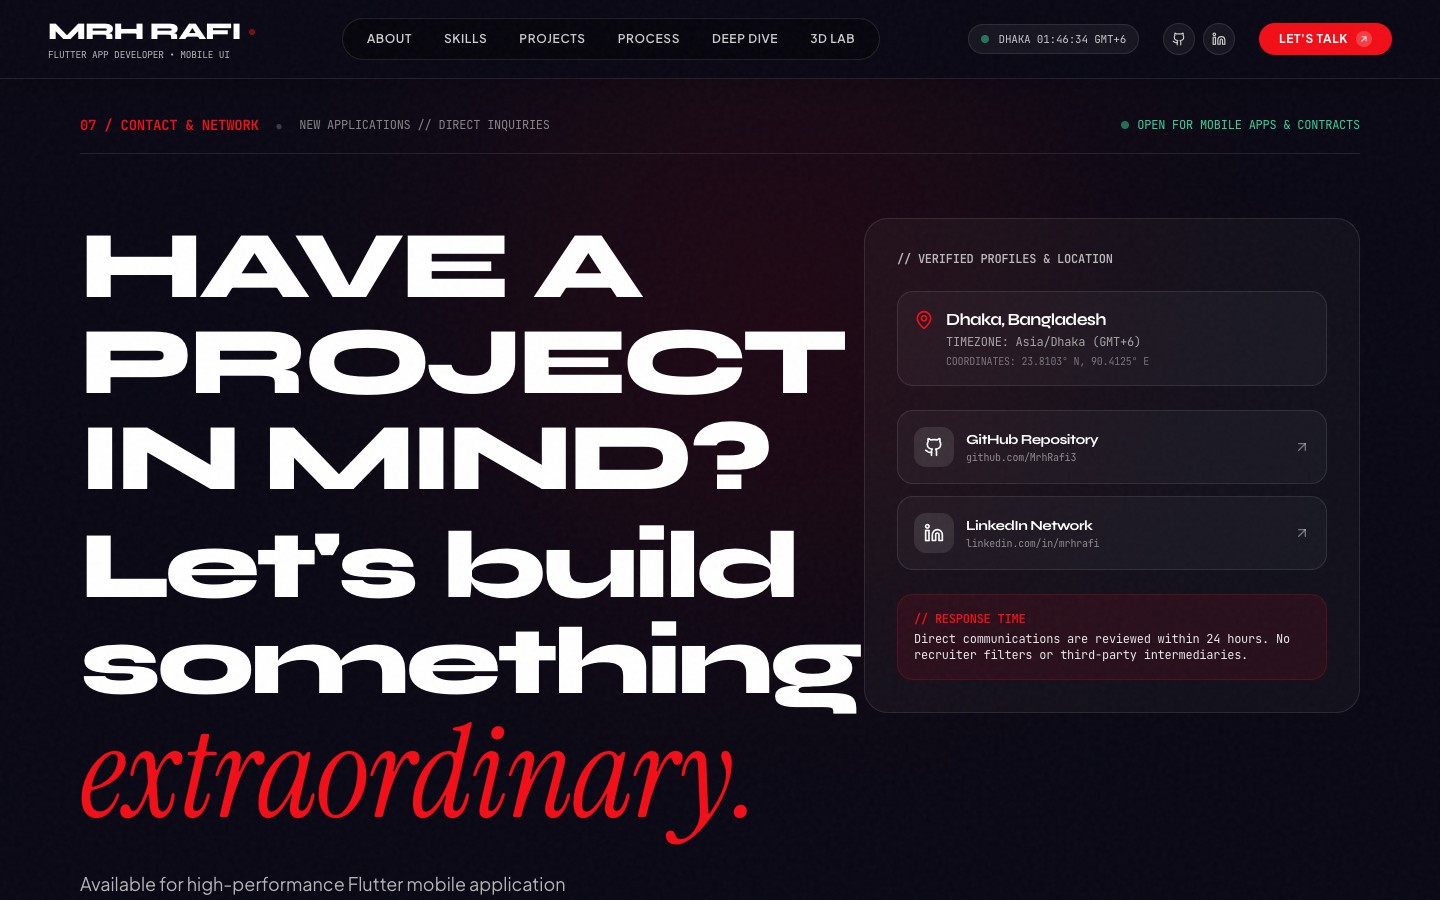 MRH RAFI
FLUTTER APP DEVELOPER • MOBILE UI
ABOUT
SKILLS
PROJECTS
PROCESS
DEEP DIVE
3D LAB
DHAKA 01:46:34 GMT+6
LET'S TALK
07 / CONTACT & NETWORK
NEW APPLICATIONS // DIRECT INQUIRIES
OPEN FOR MOBILE APPS & CONTRACTS
HAVE A
PROJECT
IN MIND?
Let's build
something
extraordinary.
Available for high-performance Flutter mobile application
// VERIFIED PROFILES & LOCATION
Dhaka, Bangladesh
TIMEZONE: Asia/Dhaka (GMT+6)
COORDINATES: 23.8103° N, 90.4125° E
GitHub Repository
github.com/MrhRafi3
LinkedIn Network
linkedin.com/in/mrhrafi
// RESPONSE TIME
Direct communications are reviewed within 24 hours. No
recruiter filters or third-party intermediaries.